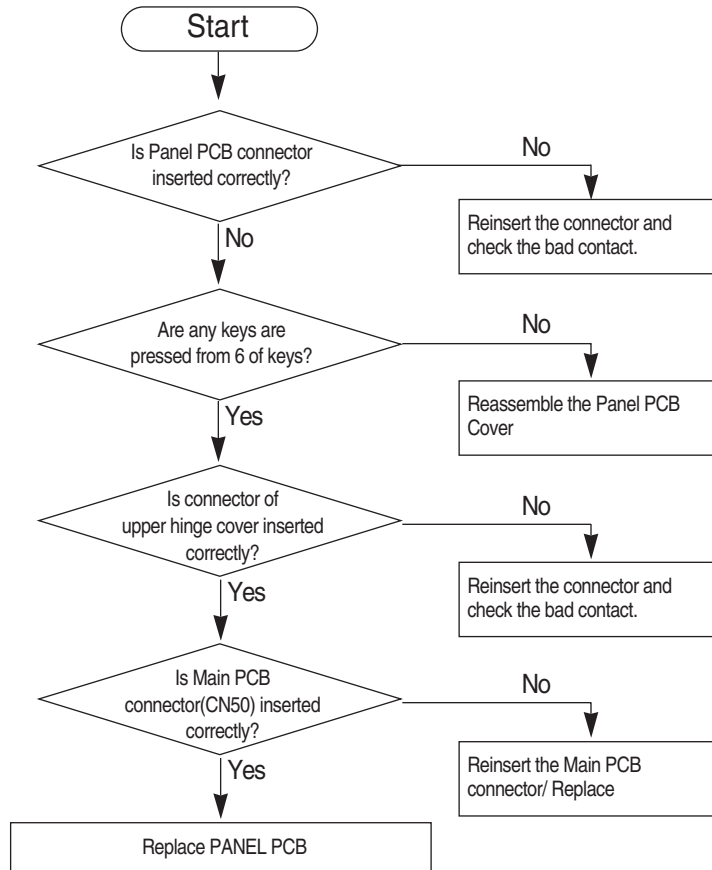 Start
Is Panel PCB connector
inserted correctly?
No
Reinsert the connector and
check the bad contact.
No
Are any keys are
pressed from 6 of keys?
No
Reassemble the Panel PCB
Cover
Yes
Is connector of
upper hinge cover inserted
correctly?
No
Reinsert the connector and
check the bad contact.
Yes
Is Main PCB
connector(CN50) inserted
correctly?
No
Reinsert the Main PCB
connector/ Replace
Yes
Replace PANEL PCB